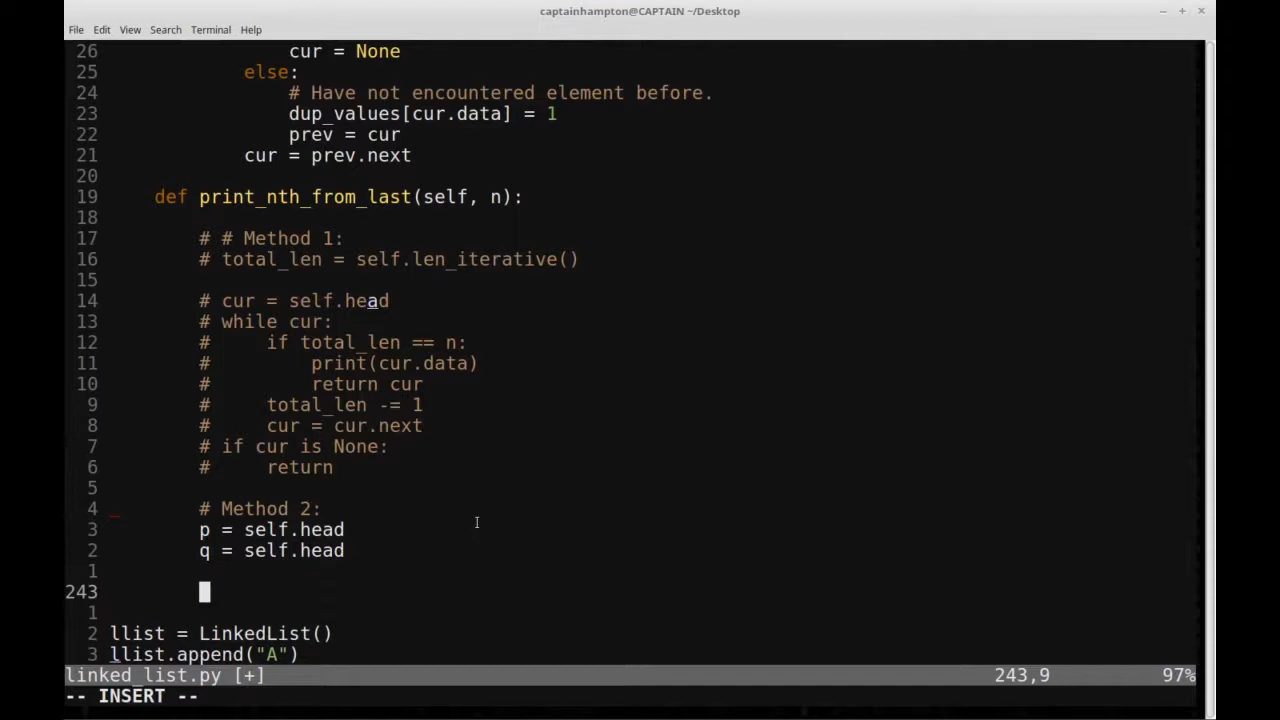 captainhampton@CAPTAIN ~/Desktop
File Edit View Search Terminal Help
26                 cur = None
25             else:
24                 # Have not encountered element before.
23                 dup_values[cur.data] = 1
22                 prev = cur
21             cur = prev.next
20
19     def print_nth_from_last(self, n):
18
17         # # Method 1:
16         # total_len = self.len_iterative()
15
14         # cur = self.head
13         # while cur:
12         #     if total_len == n:
11         #         print(cur.data)
10         #         return cur
9         #     total_len -= 1
8         #     cur = cur.next
7         # if cur is None:
6         #     return
5
4         # Method 2:
3         p = self.head
2         q = self.head
1
243
1
2 llist = LinkedList()
3 llist.append("A")
linked_list.py [+] 243,9 97%
-- INSERT --